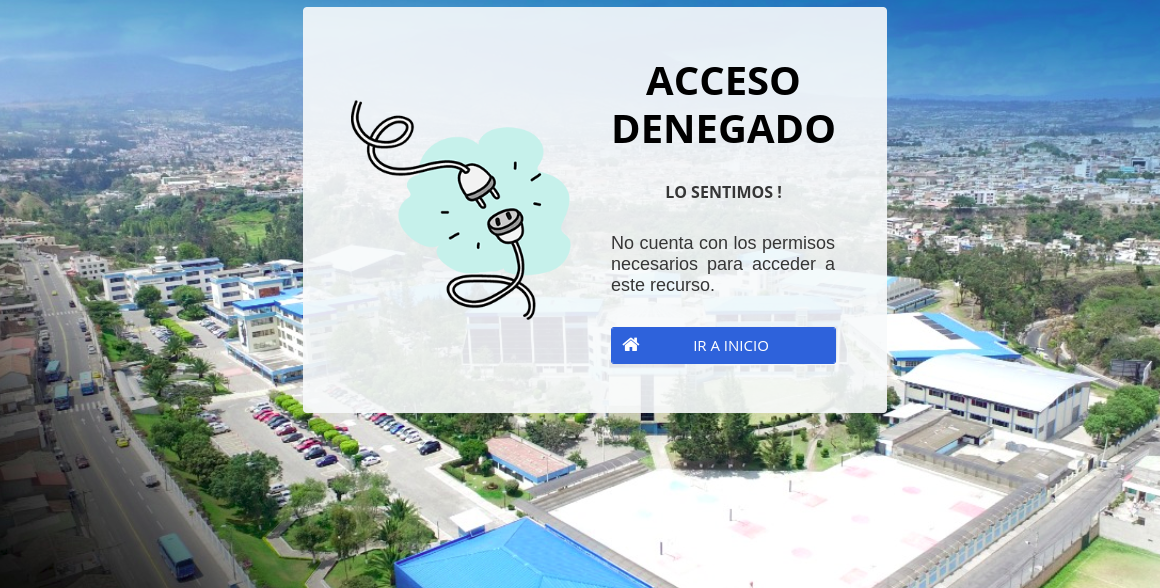 ACCESO
DENEGADO
LO SENTIMOS !
No cuenta con los permisos
necesarios para acceder a
este recurso.
IR A INICIO